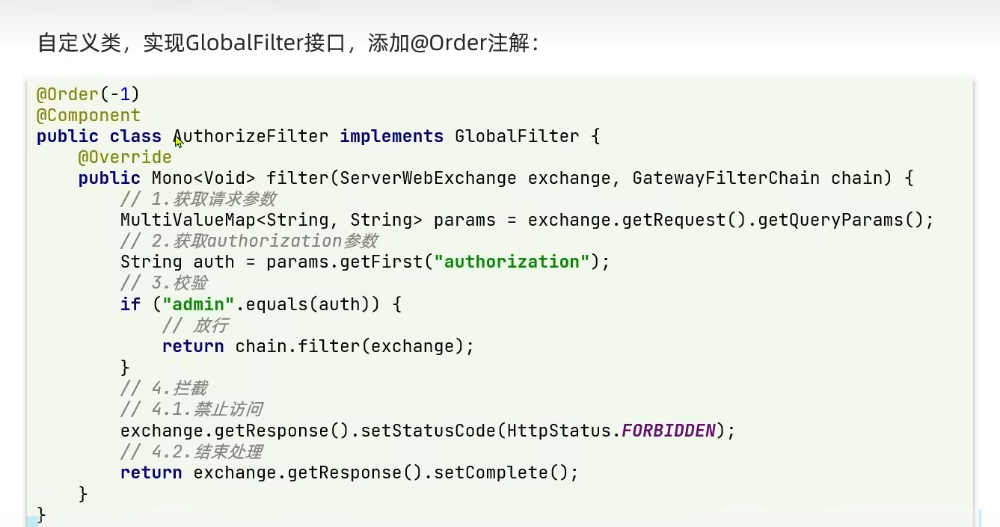 自定义类，实现GlobalFilter接口，添加@Order注解：
@Order(-1)
@Component
public class AuthorizeFilter implements GlobalFilter {
    @Override
    public Mono<Void> filter(ServerWebExchange exchange, GatewayFilterChain chain) {
        // 1.获取请求参数
        MultiValueMap<String, String> params = exchange.getRequest().getQueryParams();
        // 2.获取authorization参数
        String auth = params.getFirst("authorization");
        // 3.校验
        if ("admin".equals(auth)) {
            // 放行
            return chain.filter(exchange);
        }
        // 4.拦截
        // 4.1.禁止访问
        exchange.getResponse().setStatusCode(HttpStatus.FORBIDDEN);
        // 4.2.结束处理
        return exchange.getResponse().setComplete();
    }
}